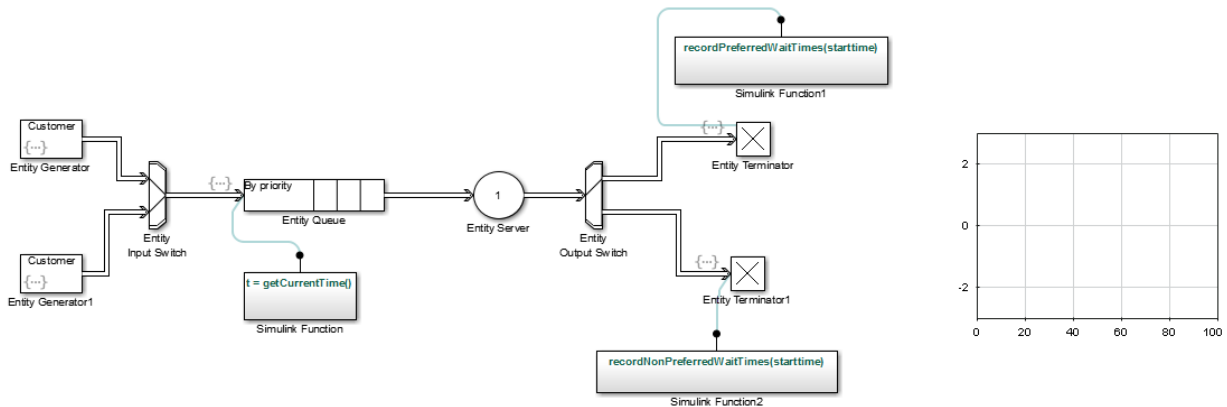 recordPreferredWaitTimes(starttime)
Simulink Function1
Customer
{...}
Entity Generator
{...}
By priority
Entity Queue
1
Entity Server
{...}
Entity Terminator
Entity
Input Switch
Entity
Output Switch
Customer
{...}
Entity Generator1
t = getCurrentTime()
Simulink Function
{...}
Entity Terminator1
recordNonPreferredWaitTimes(starttime)
Simulink Function2
2
0
-2
0 20 40 60 80 100